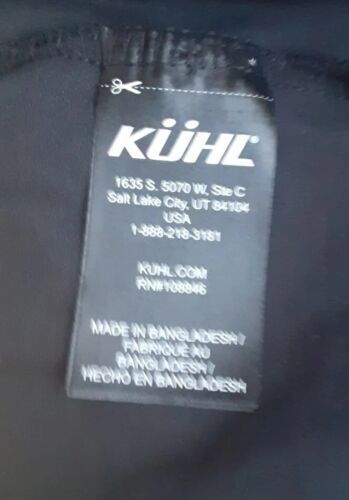 KÜHL®
1635 S. 5070 W. Ste C
Salt Lake City, UT 84104
USA
1-888-218-3181
KUHL.COM
RN#108846
MADE IN BANGLADESH /
FABRIQUE AU
BANGLADESH /
HECHO EN BANGLADESH